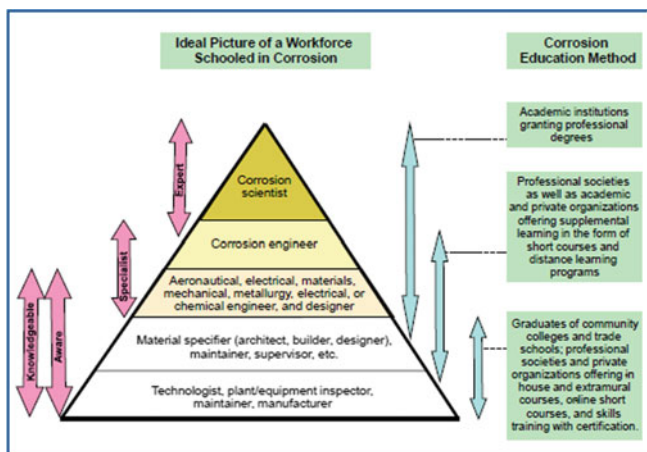 Ideal Picture of a Workforce
Schooled in Corrosion
Corrosion
Education Method
Expert
Specialist
Knowledgeable
Aware
Corrosion
scientist
Corrosion engineer
Aeronautical, electrical, materials,
mechanical, metallurgy, electrical, or
chemical engineer, and designer
Material specifier (architect, builder, designer),
maintainer, supervisor, etc.
Technologist, plant/equipment inspector,
maintainer, manufacturer
Academic institutions
granting professional
degrees
Professional societies
as well as academic
and private organizations
offering supplemental
learning in the form of
short courses and
distance learning
programs
Graduates of community
colleges and trade
schools; professional
societies and private
organizations offering in
house and extramural
courses, online short
courses, and skills
training with certification.